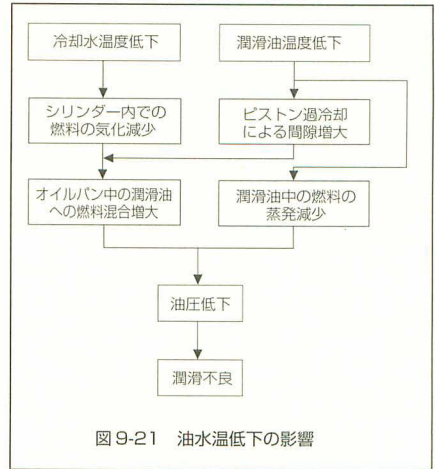 冷却水温度低下
潤滑油温度低下
シリンダー内での
燃料の気化減少
ピストン過冷却
による間隙増大
オイルパン中の潤滑油
への燃料混合増大
潤滑油中の燃料の
蒸発減少
油圧低下
潤滑不良
図9-21 油水温低下の影響